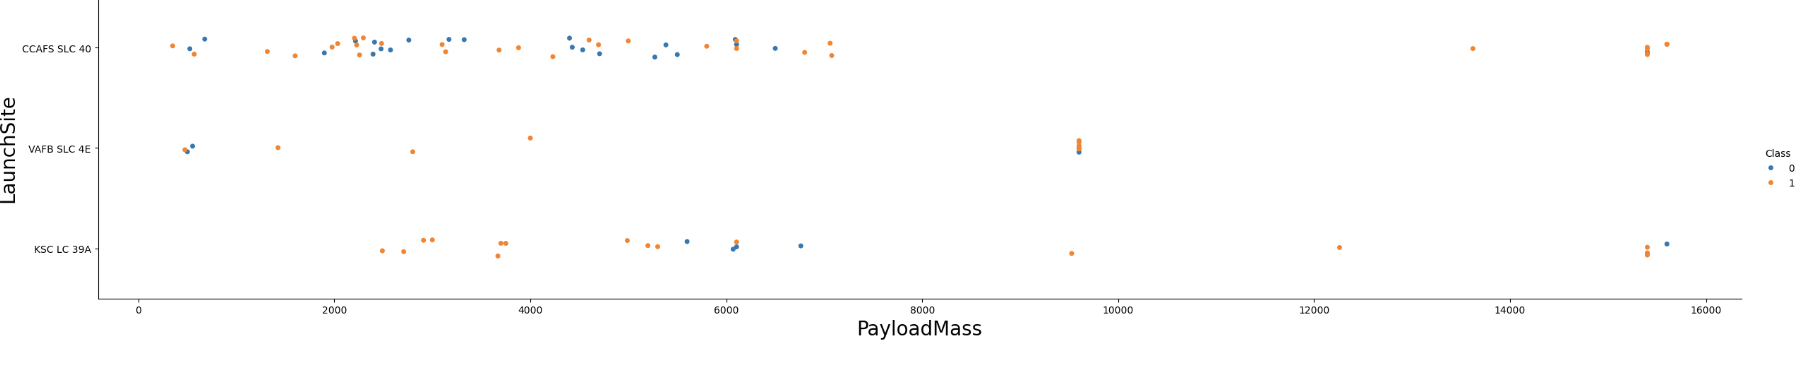 CCAFS SLC 40
VAFB SLC 4E
KSC LC 39A
LaunchSite
0 2000 4000 6000 8000 10000 12000 14000 16000
PayloadMass
Class
0
1